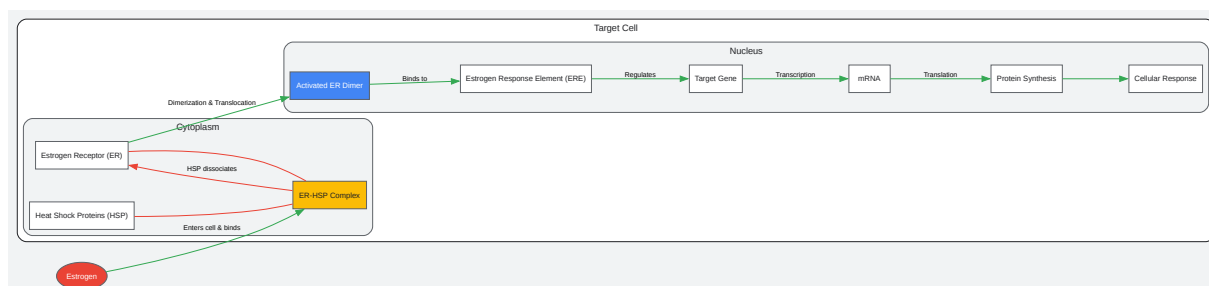 Target Cell
Nucleus
Activated ER Dimer
Binds to
Estrogen Response Element (ERE)
Regulates
Target Gene
Transcription
mRNA
Translation
Protein Synthesis
Cellular Response
Dimerization & Translocation
Cytoplasm
Estrogen Receptor (ER)
HSP dissociates
ER-HSP Complex
Heat Shock Proteins (HSP)
Enters cell & binds
Estrogen